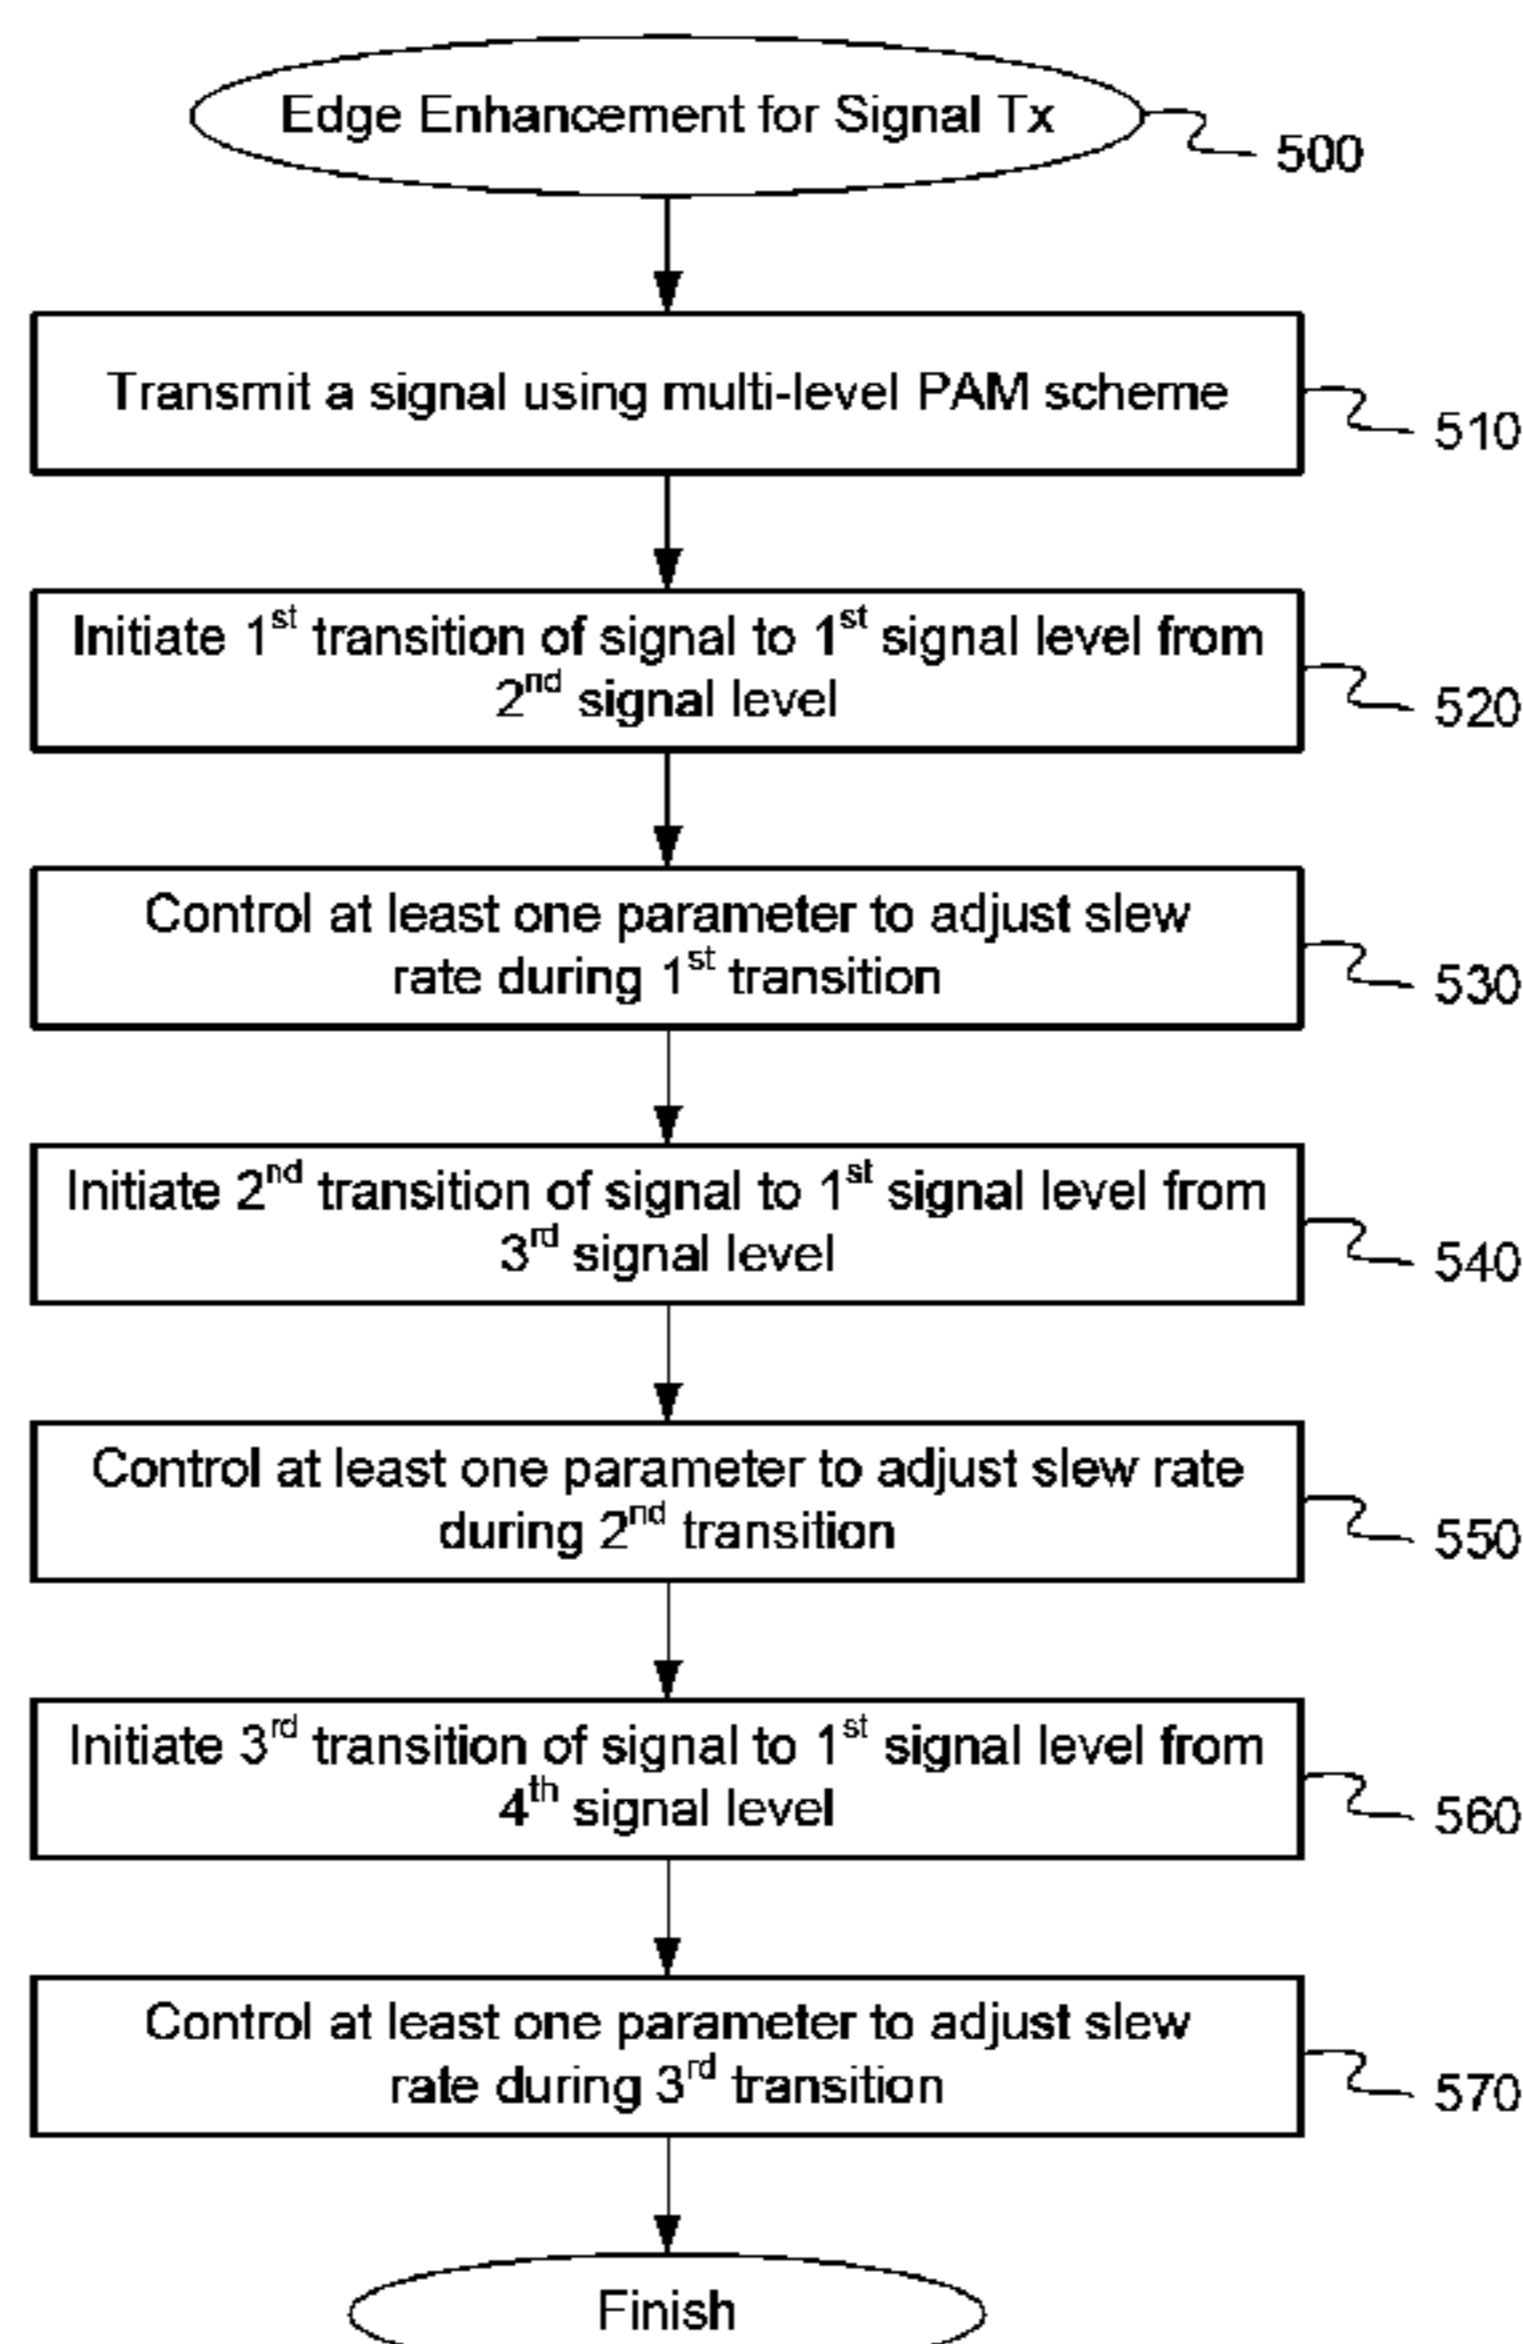 Edge Enhancement for Signal Tx
500
Transmit a signal using multi-level PAM scheme
510
Initiate 1st transition of signal to 1st signal level from
2nd signal level
520
Control at least one parameter to adjust slew
rate during 1st transition
530
Initiate 2nd transition of signal to 1st signal level from
3rd signal level
540
Control at least one parameter to adjust slew rate
during 2nd transition
550
Initiate 3rd transition of signal to 1st signal level from
4th signal level
560
Control at least one parameter to adjust slew
rate during 3rd transition
570
Finish